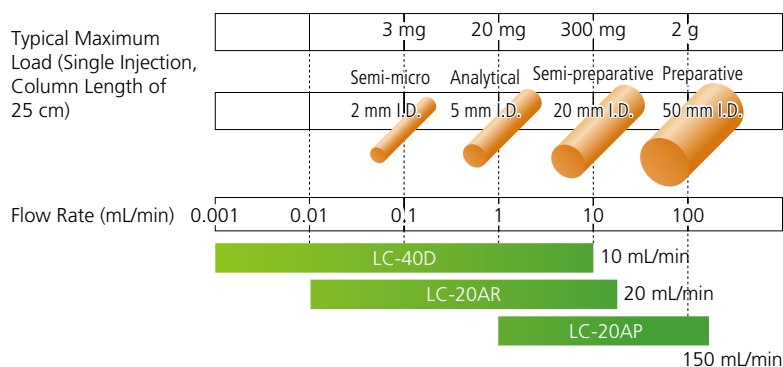 Typical Maximum
Load (Single Injection,
Column Length of
25 cm)
3 mg 20 mg 300 mg 2 g
Semi-micro Analytical Semi-preparative Preparative
2 mm I.D. 5 mm I.D. 20 mm I.D. 50 mm I.D.
Flow Rate (mL/min) 0.001 0.01 0.1 1 10 100
LC-40D 10 mL/min
LC-20AR 20 mL/min
LC-20AP
150 mL/min